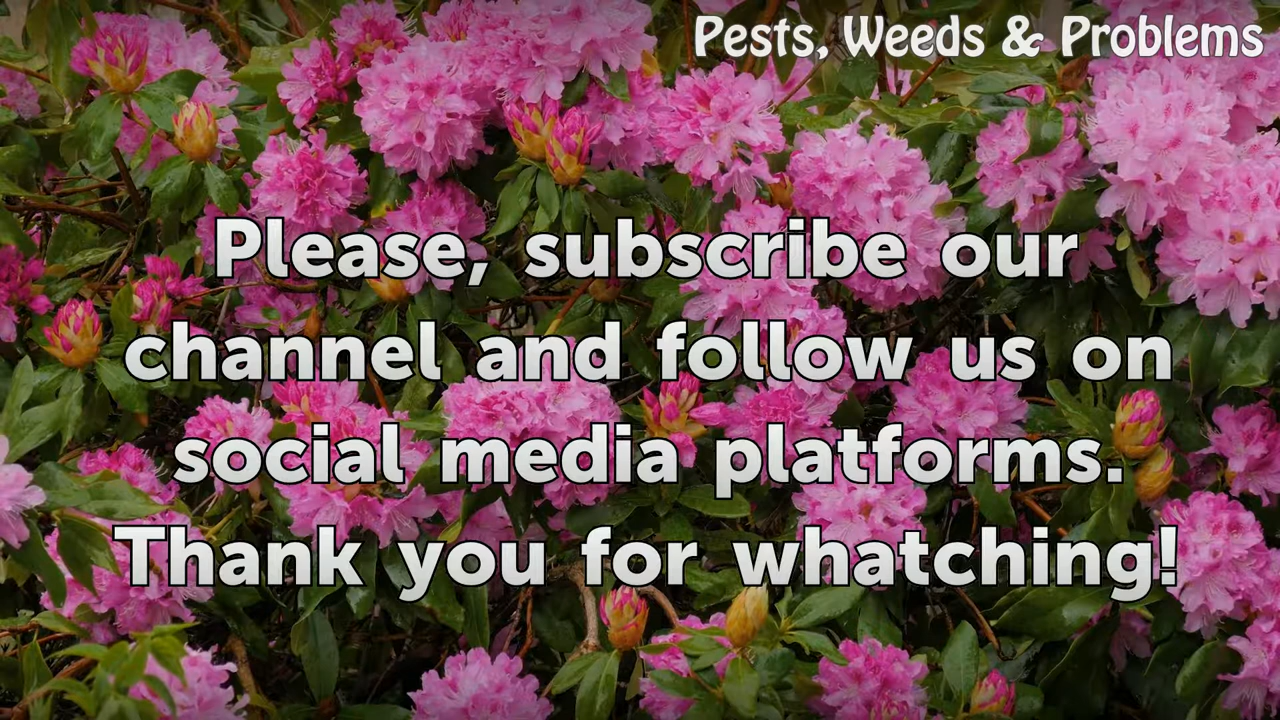 Pests, Weeds & Problems
Please, subscribe our
channel and follow us on
social media platforms.
Thank you for whatching!